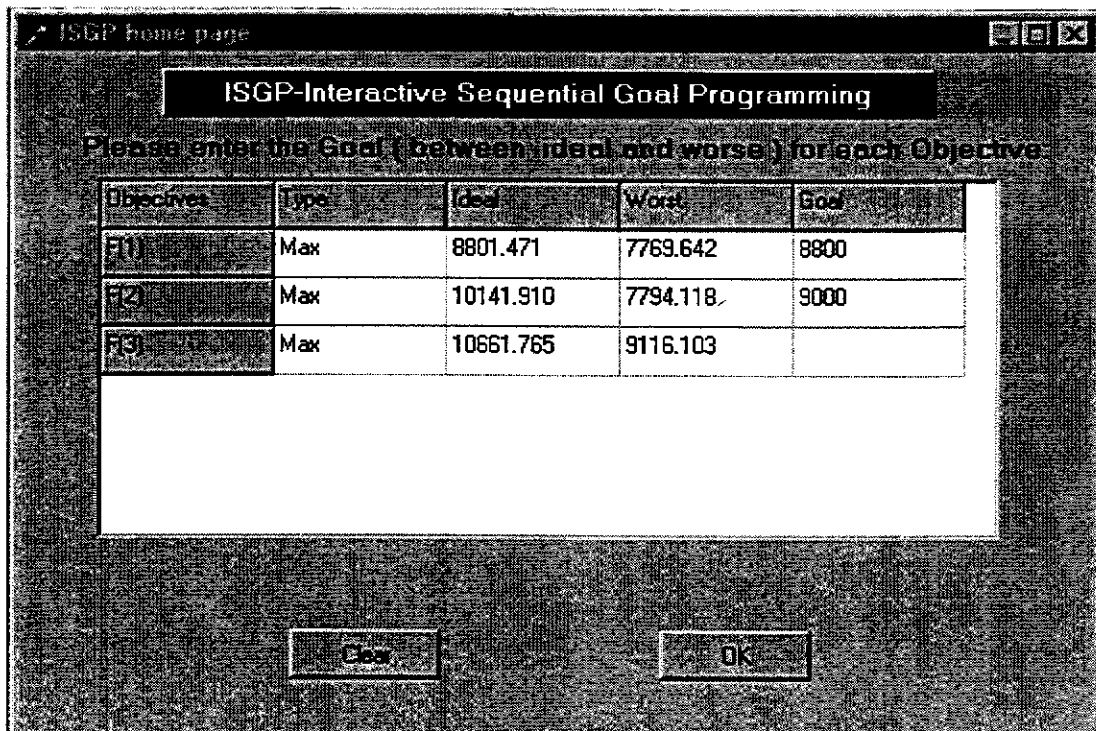 ISGP home page
ISGP-Interactive Sequential Goal Programming
Please enter the Goal ( between ideal and worse ) for each Objective
Objectives Type Ideal Worst Goal
F(1) Max 8801.471 7769.642 8800
F(2) Max 10141.910 7794.118 9000
F(3) Max 10661.765 9116.103
Clear OK